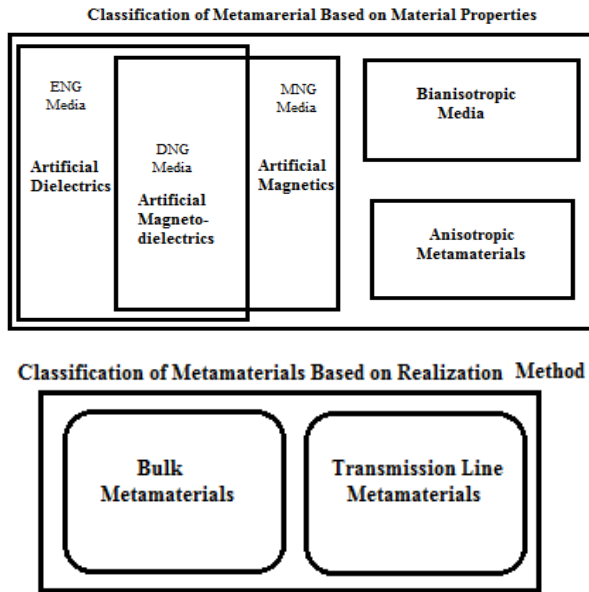 Classification of Metamarerial Based on Material Properties
ENG
Media
Artificial
Dielectrics
DNG
Media
Artificial
Magneto-
dielectrics
MNG
Media
Artificial
Magnetics
Bianisotropic
Media
Anisotropic
Metamaterials
Classification of Metamaterials Based on Realization Method
Bulk
Metamaterials
Transmission Line
Metamaterials